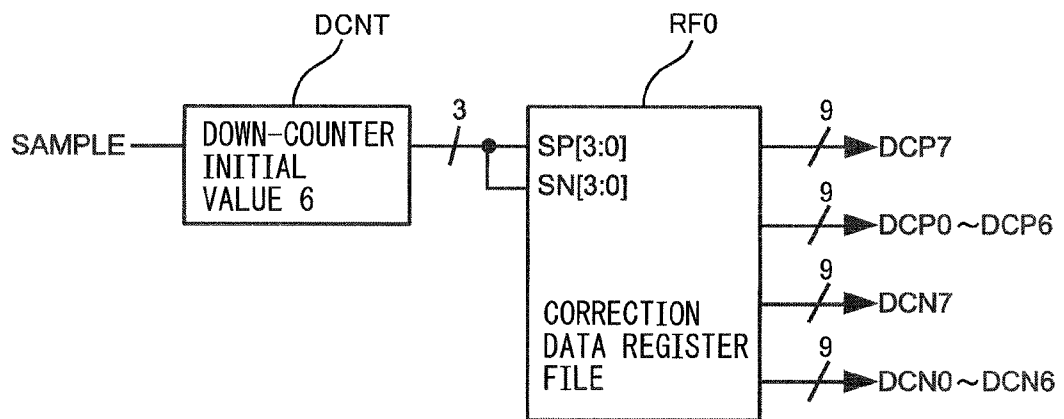 DCNT
RF0
SAMPLE
DOWN-COUNTER
INITIAL
VALUE 6
3
SP[3:0]
SN[3:0]
CORRECTION
DATA REGISTER
FILE
9
DCP7
9
DCP0～DCP6
9
DCN7
9
DCN0～DCN6